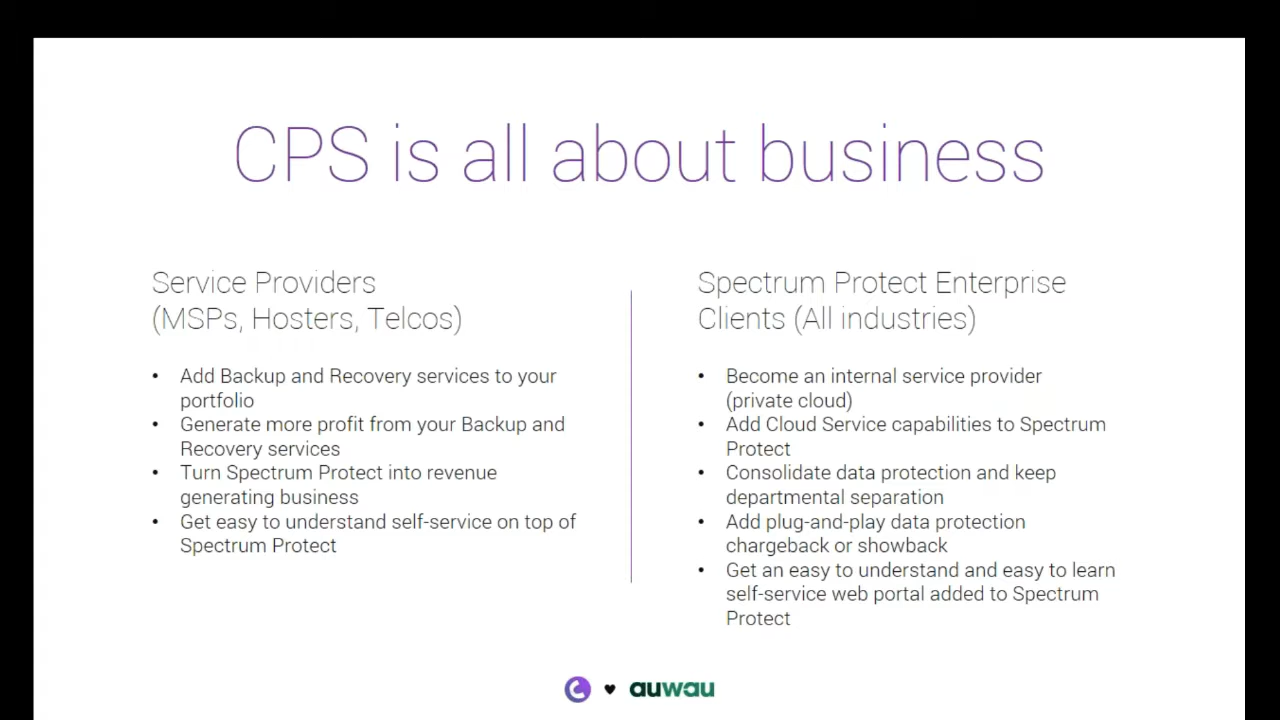 CPS is all about business
Service Providers
(MSPs, Hosters, Telcos)
• Add Backup and Recovery services to your
portfolio
• Generate more profit from your Backup and
Recovery services
• Turn Spectrum Protect into revenue
generating business
• Get easy to understand self-service on top of
Spectrum Protect
Spectrum Protect Enterprise
Clients (All industries)
• Become an internal service provider
(private cloud)
• Add Cloud Service capabilities to Spectrum
Protect
• Consolidate data protection and keep
departmental separation
• Add plug-and-play data protection
chargeback or showback
• Get an easy to understand and easy to learn
self-service web portal added to Spectrum
Protect
auwau